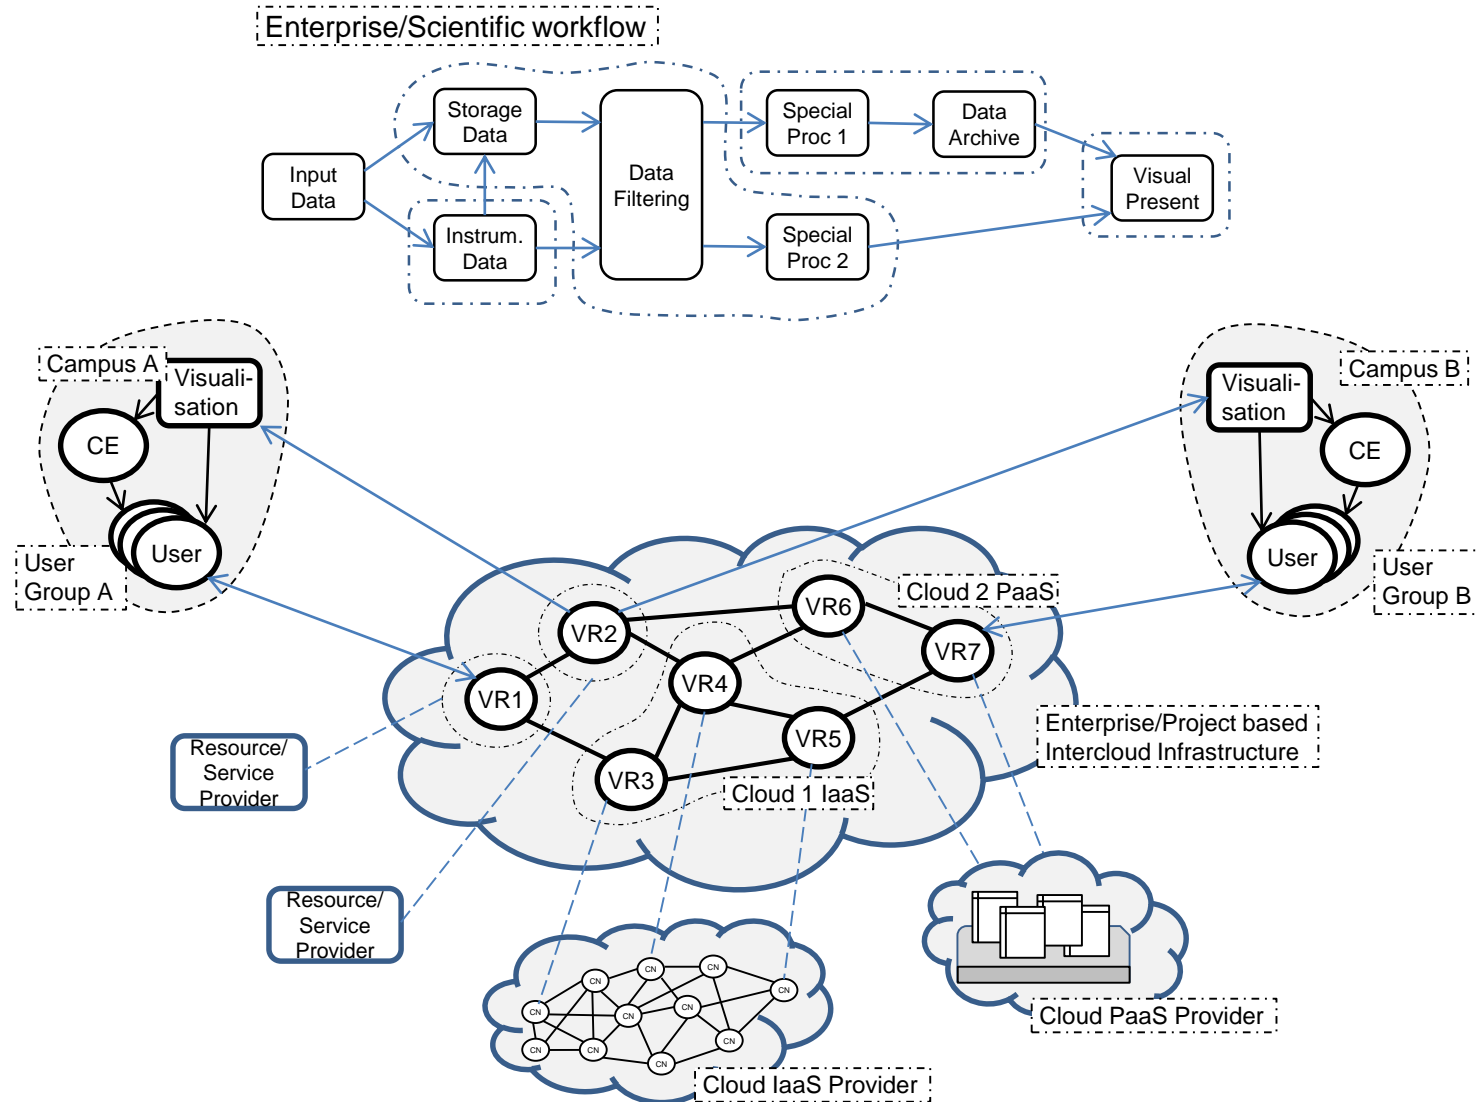 Enterprise/Scientific workflow
Storage
Data
Special
Proc 1
Data
Archive
Input
Data
Data
Filtering
Visual
Present
Instrum.
Data
Special
Proc 2
Campus A
Visuali-
sation
CE
User
User
Group A
Campus B
Visuali-
sation
CE
User
User
Group B
Cloud 2 PaaS
VR6
VR2
VR7
VR4
VR1
VR5
VR3
Cloud 1 IaaS
Enterprise/Project based
Intercloud Infrastructure
Resource/
Service
Provider
Resource/
Service
Provider
CN
CN
CN
CN
CN
CN
CN
CN
CN
CN
CN
CN
Cloud PaaS Provider
Cloud IaaS Provider